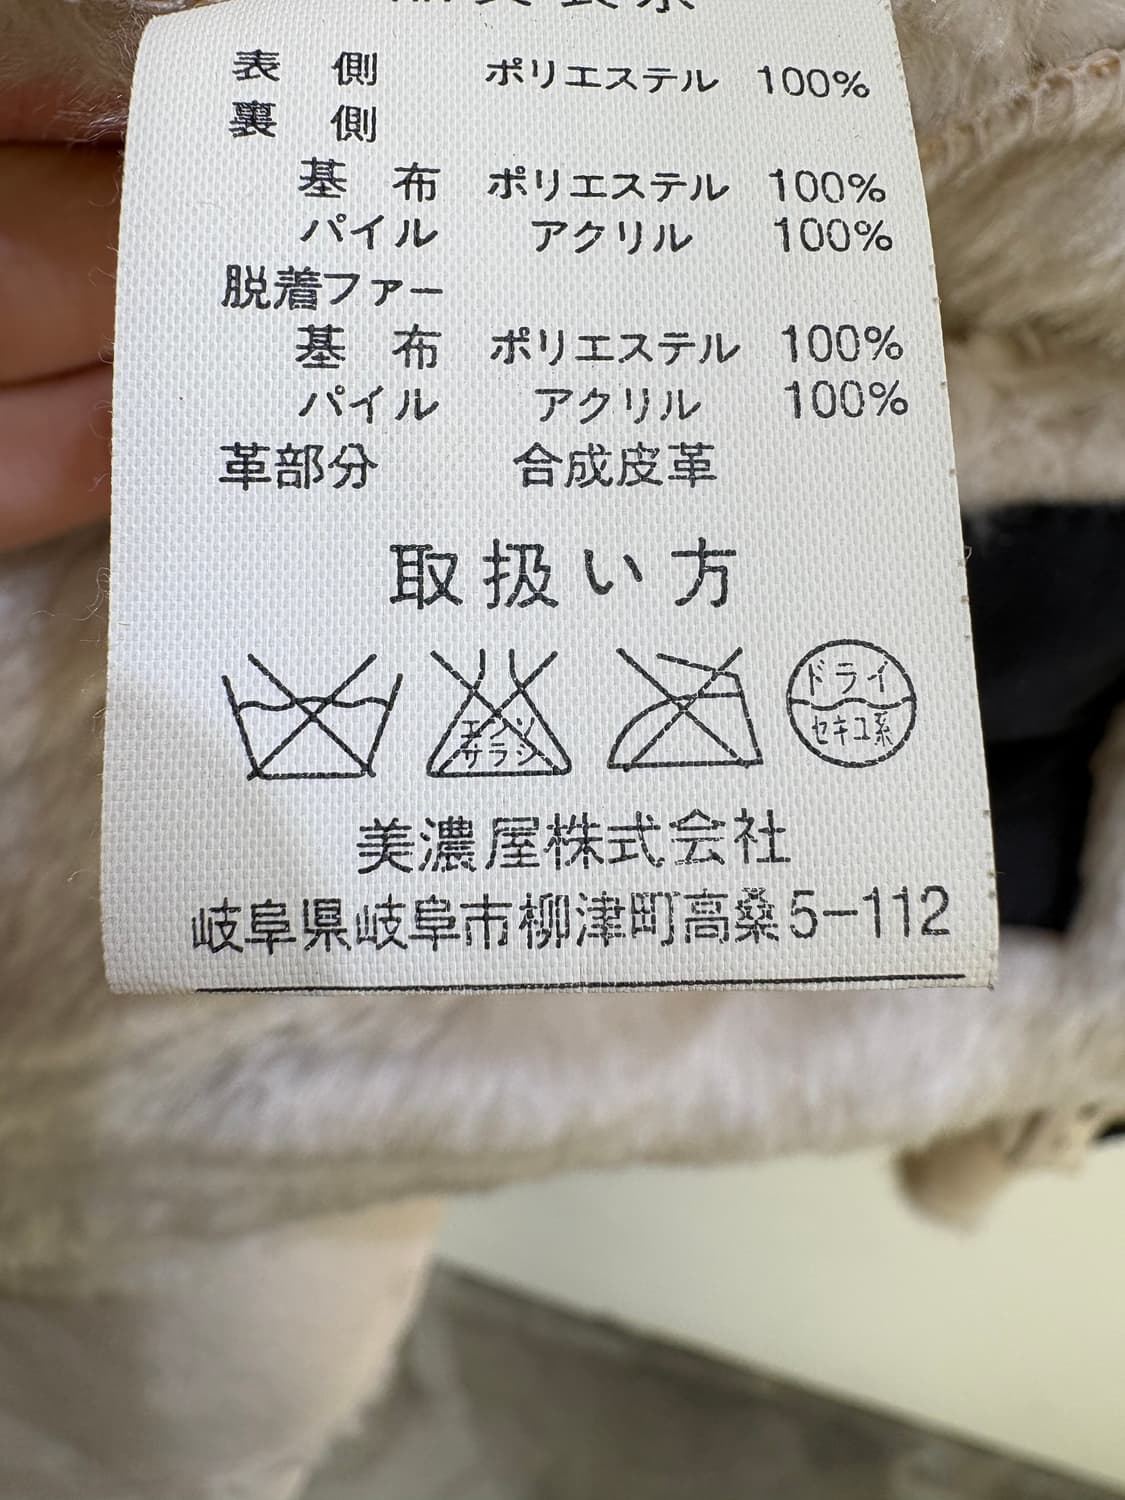 品質表示
表側 ポリエステル 100%
裏側
基布 ポリエステル 100%
パイル アクリル 100%
脱着ファー
基布 ポリエステル 100%
パイル アクリル 100%
革部分 合成皮革
取扱い方
エンソ
サラシ
ドライ
セキユ系
美濃屋株式会社
岐阜県岐阜市柳津町高桑5-112